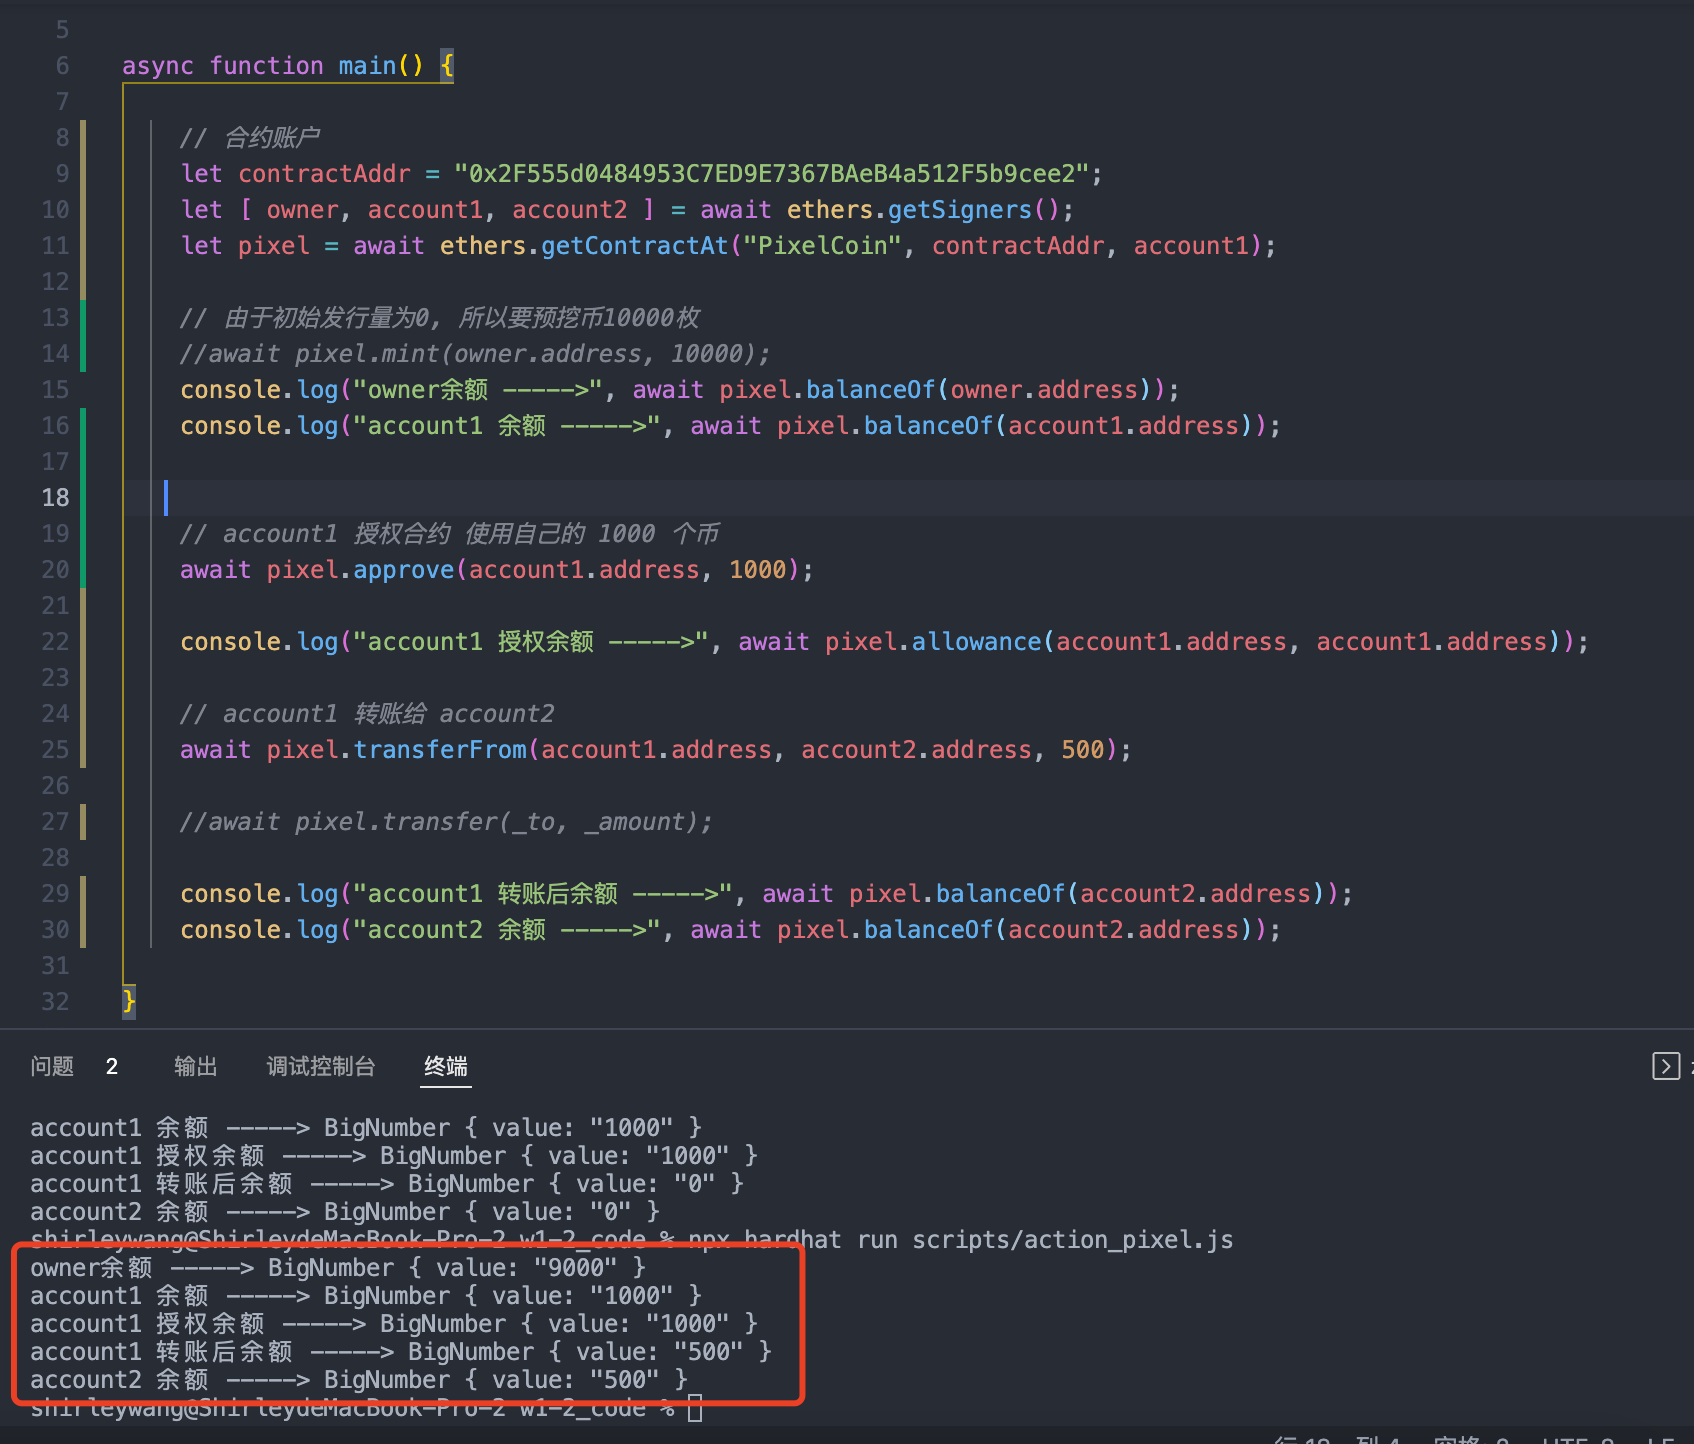 5
6 async function main() {
7
8 // 合约账户
9 let contractAddr = "0x2F555d0484953C7ED9E7367BAeB4a512F5b9cee2";
10 let [ owner, account1, account2 ] = await ethers.getSigners();
11 let pixel = await ethers.getContractAt("PixelCoin", contractAddr, account1);
12
13 // 由于初始发行量为0, 所以要预挖币10000枚
14 //await pixel.mint(owner.address, 10000);
15 console.log("owner余额 ----->", await pixel.balanceOf(owner.address));
16 console.log("account1 余额 ----->", await pixel.balanceOf(account1.address));
17
18
19 // account1 授权合约 使用自己的 1000 个币
20 await pixel.approve(account1.address, 1000);
21
22 console.log("account1 授权余额 ----->", await pixel.allowance(account1.address, account1.address));
23
24 // account1 转账给 account2
25 await pixel.transferFrom(account1.address, account2.address, 500);
26
27 //await pixel.transfer(_to, _amount);
28
29 console.log("account1 转账后余额 ----->", await pixel.balanceOf(account2.address));
30 console.log("account2 余额 ----->", await pixel.balanceOf(account2.address));
31
32 }
问题 2 输出 调试控制台 终端
account1 余额 -----> BigNumber { value: "1000" }
account1 授权余额 -----> BigNumber { value: "1000" }
account1 转账后余额 -----> BigNumber { value: "0" }
account2 余额 -----> BigNumber { value: "0" }
shirleywang@ShirleydeMacBook-Pro-2 w1-2_code % npx hardhat run scripts/action_pixel.js
owner余额 -----> BigNumber { value: "9000" }
account1 余额 -----> BigNumber { value: "1000" }
account1 授权余额 -----> BigNumber { value: "1000" }
account1 转账后余额 -----> BigNumber { value: "500" }
account2 余额 -----> BigNumber { value: "500" }
shirleywang@ShirleydeMacBook-Pro-2 w1-2_code %